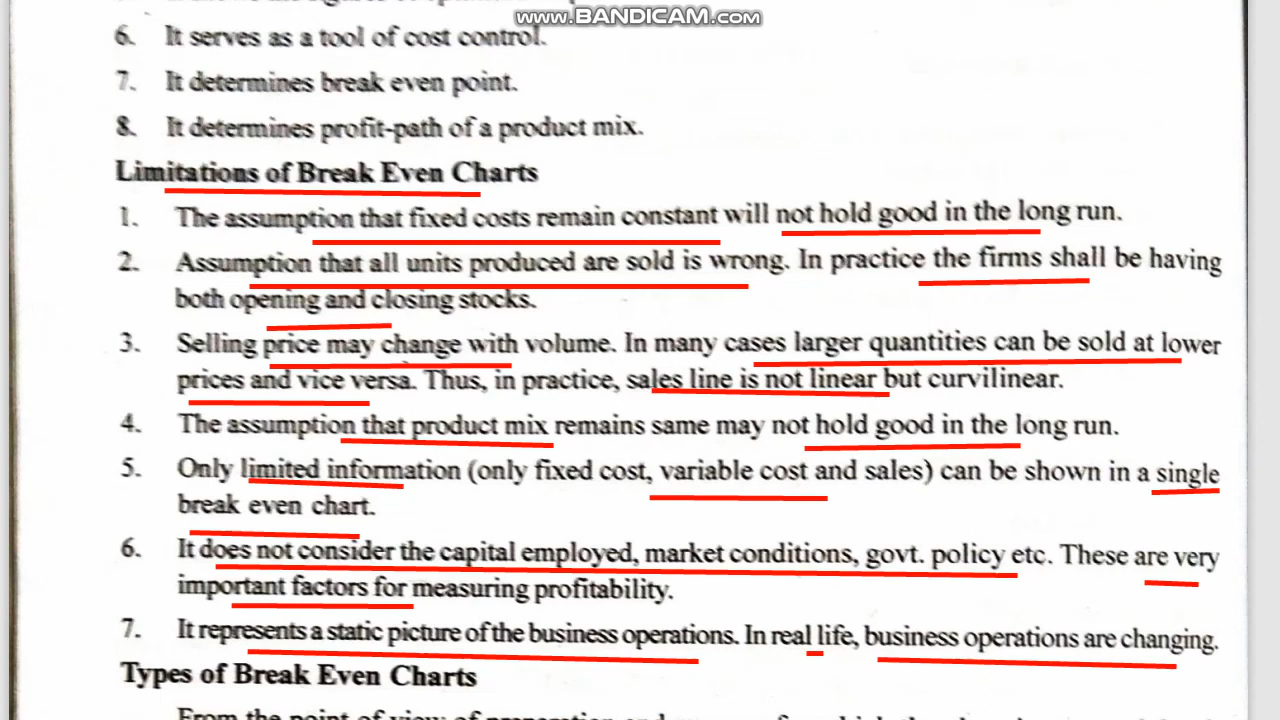 www.BANDICAM.com
6. It serves as a tool of cost control.
7. It determines break even point.
8. It determines profit-path of a product mix.
Limitations of Break Even Charts
1. The assumption that fixed costs remain constant will not hold good in the long run.
2. Assumption that all units produced are sold is wrong. In practice the firms shall be having
both opening and closing stocks.
3. Selling price may change with volume. In many cases larger quantities can be sold at lower
prices and vice versa. Thus, in practice, sales line is not linear but curvilinear.
4. The assumption that product mix remains same may not hold good in the long run.
5. Only limited information (only fixed cost, variable cost and sales) can be shown in a single
break even chart.
6. It does not consider the capital employed, market conditions, govt. policy etc. These are very
important factors for measuring profitability.
7. It represents a static picture of the business operations. In real life, business operations are changing.
Types of Break Even Charts
From the point of view of